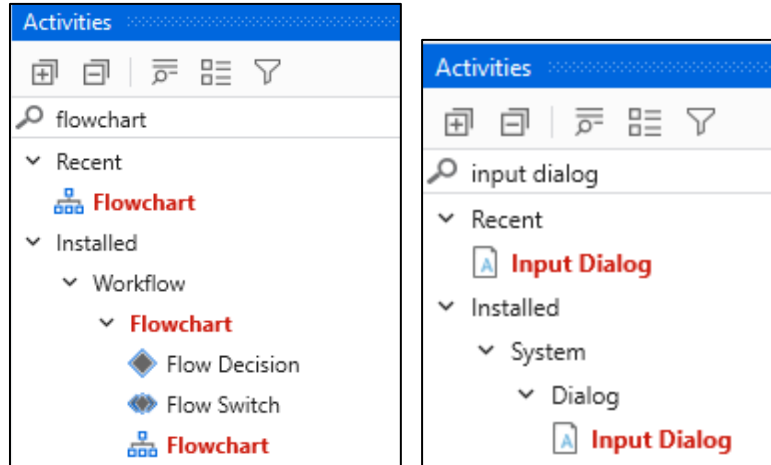 Activities
flowchart
Recent
Flowchart
Installed
Workflow
Flowchart
Flow Decision
Flow Switch
Flowchart
Activities
input dialog
Recent
Input Dialog
Installed
System
Dialog
Input Dialog